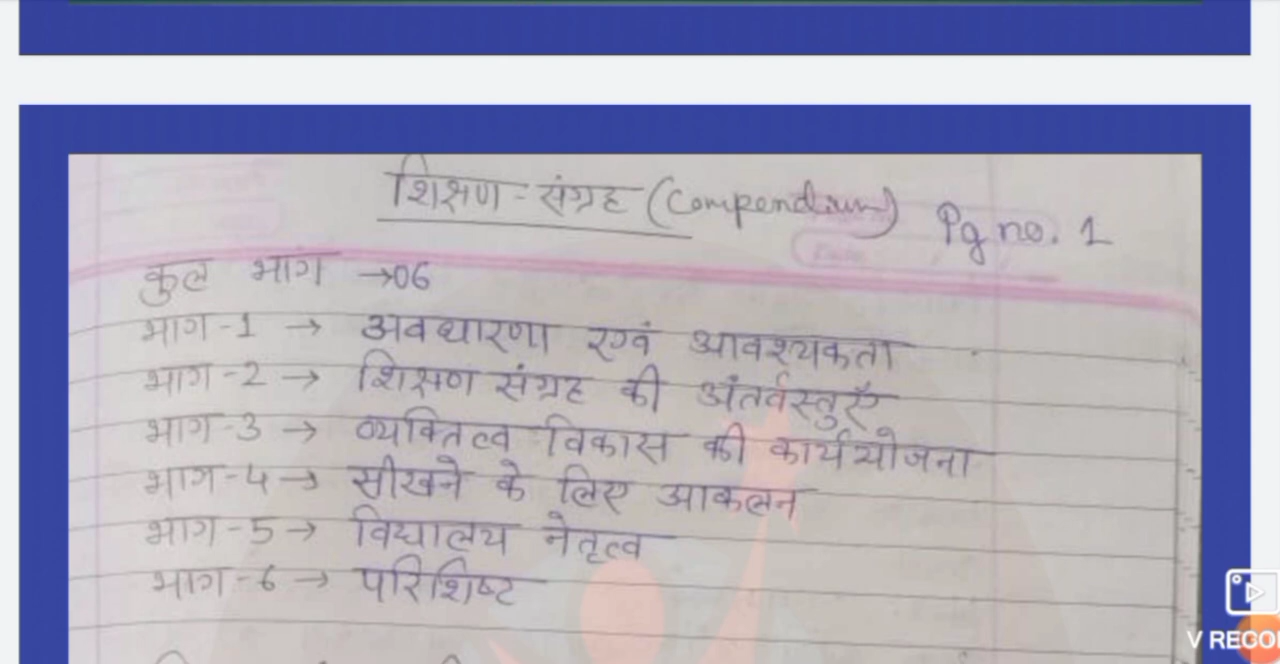 शिक्षण-संग्रह (Compendium) Pg no. 1
कुल भाग →06
भाग-1 → अवधारणा एवं आवश्यकता
भाग-2 → शिक्षण संग्रह की अंतर्वस्तुएँ
भाग-3 → व्यक्तित्व विकास की कार्ययोजना
भाग-4 → सीखने के लिए आकलन
भाग-5 → विद्यालय नेतृत्व
भाग-6 → परिशिष्ट
V RECO